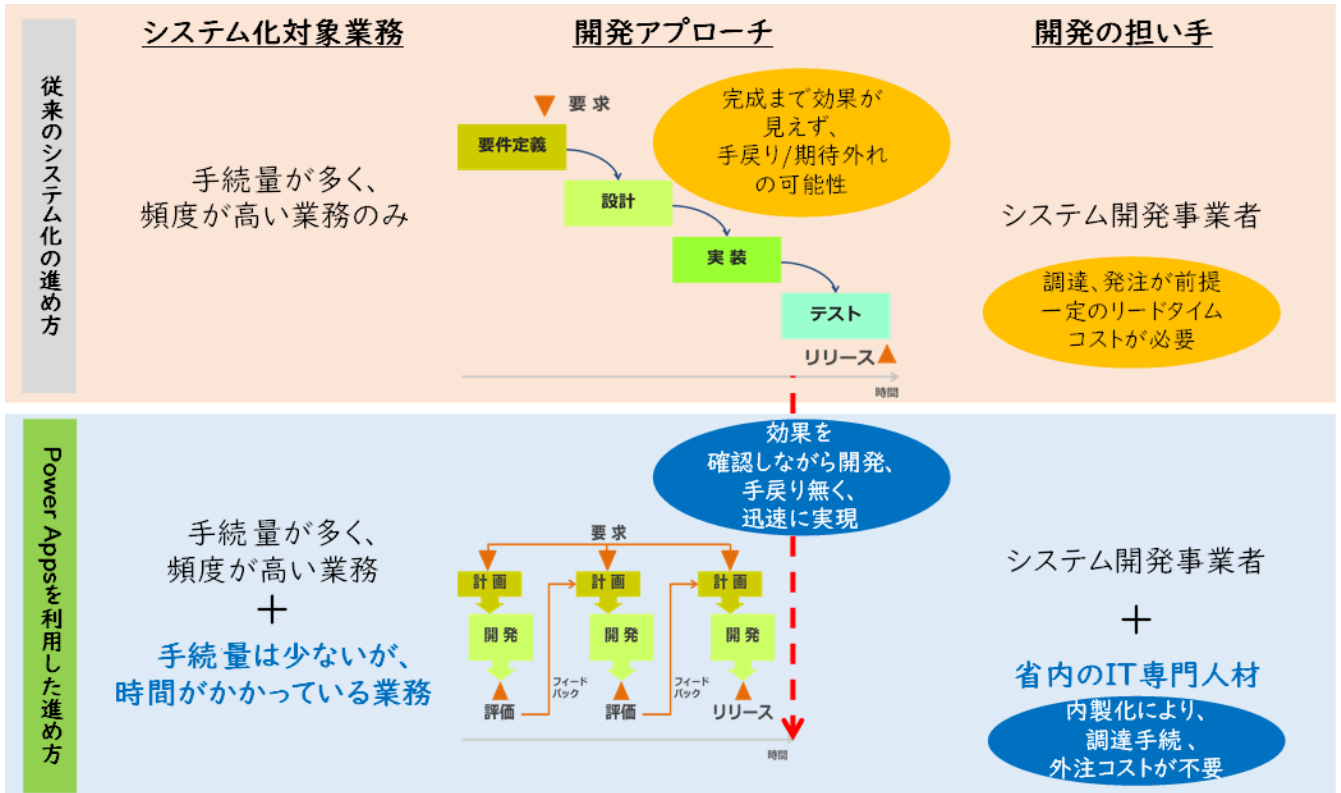 システム化対象業務
開発アプローチ
開発の担い手
従来のシステム化の進め方
手続量が多く、
頻度が高い業務のみ
要求
要件定義
設計
実装
テスト
リリース
時間
完成まで効果が
見えず、
手戻り/期待外れ
の可能性
システム開発事業者
調達、発注が前提
一定のリードタイム
コストが必要
Power Appsを利用した進め方
手続量が多く、
頻度が高い業務
+
手続量は少ないが、
時間がかかっている業務
効果を
確認しながら開発、
手戻り無く、
迅速に実現
要求
計画
計画
計画
開発
開発
開発
フィード
バック
フィード
バック
評価
評価
リリース
時間
システム開発事業者
+
省内のIT専門人材
内製化により、
調達手続、
外注コストが不要